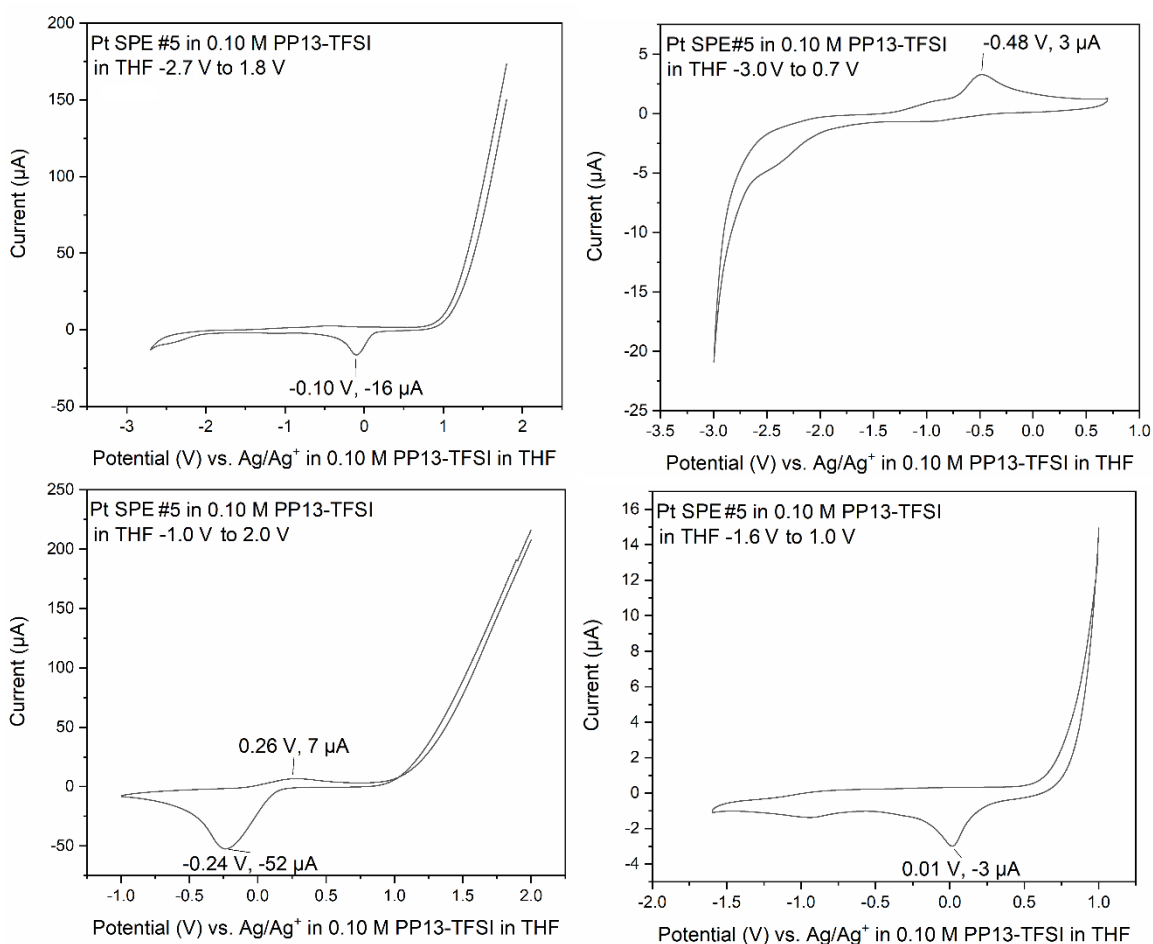 Pt SPE #5 in 0.10 M PP13-TFSI
in THF -2.7 V to 1.8 V
200
150
100
50
0
-50
Current (µA)
-0.10 V, -16 µA
-3
-2
-1
0
1
2
Potential (V) vs. Ag/Ag⁺ in 0.10 M PP13-TFSI in THF
Pt SPE#5 in 0.10 M PP13-TFSI
in THF -3.0 V to 0.7 V
5
0
-5
-10
-15
-20
-25
Current (µA)
-0.48 V, 3 µA
-3.5
-3.0
-2.5
-2.0
-1.5
-1.0
-0.5
0.0
0.5
1.0
Potential (V) vs. Ag/Ag⁺ in 0.10 M PP13-TFSI in THF
Pt SPE #5 in 0.10 M PP13-TFSI
in THF -1.0 V to 2.0 V
250
200
150
100
50
0
-50
Current (µA)
0.26 V, 7 µA
-0.24 V, -52 µA
-1.0
-0.5
0.0
0.5
1.0
1.5
2.0
Potential (V) vs. Ag/Ag⁺ in 0.10 M PP13-TFSI in THF
Pt SPE #5 in 0.10 M PP13-TFSI
in THF -1.6 V to 1.0 V
16
14
12
10
8
6
4
2
0
-2
-4
Current (µA)
0.01 V, -3 µA
-2.0
-1.5
-1.0
-0.5
0.0
0.5
1.0
Potential (V) vs. Ag/Ag⁺ in 0.10 M PP13-TFSI in THF